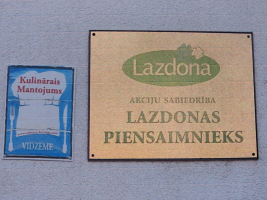 Kulinārais
Mantojums
VIDZEME
Lazdona
AKCIJU SABIEDRĪBA
LAZDONAS
PIENSAIMNIEKS